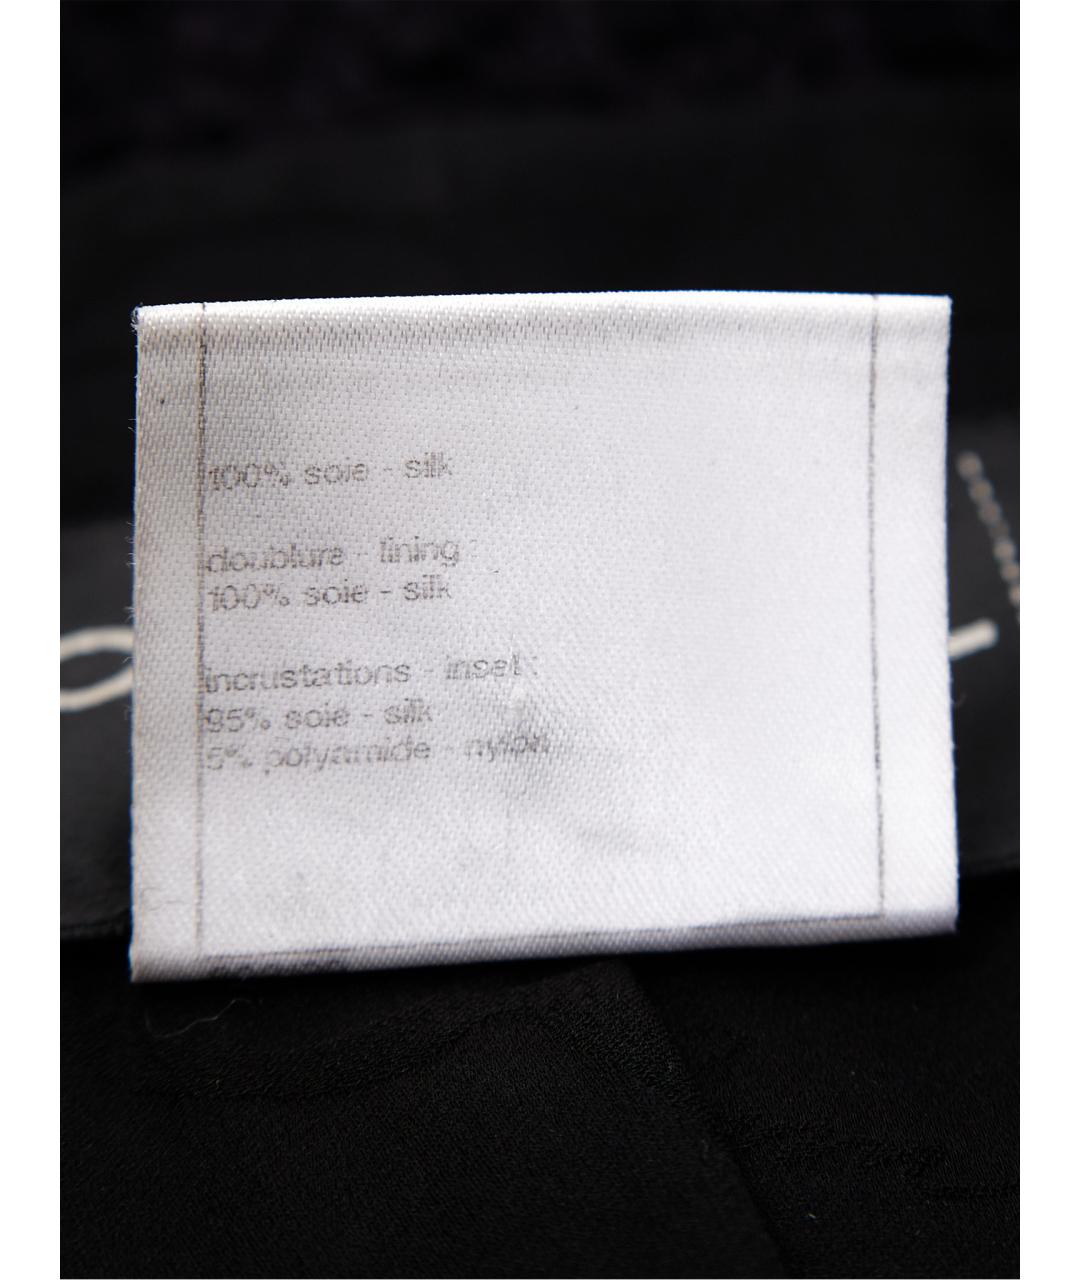 100% soie - silk
doublure - lining
100% soie - silk
incrustations - inset
95% soie - silk
5% polyamide - nylon